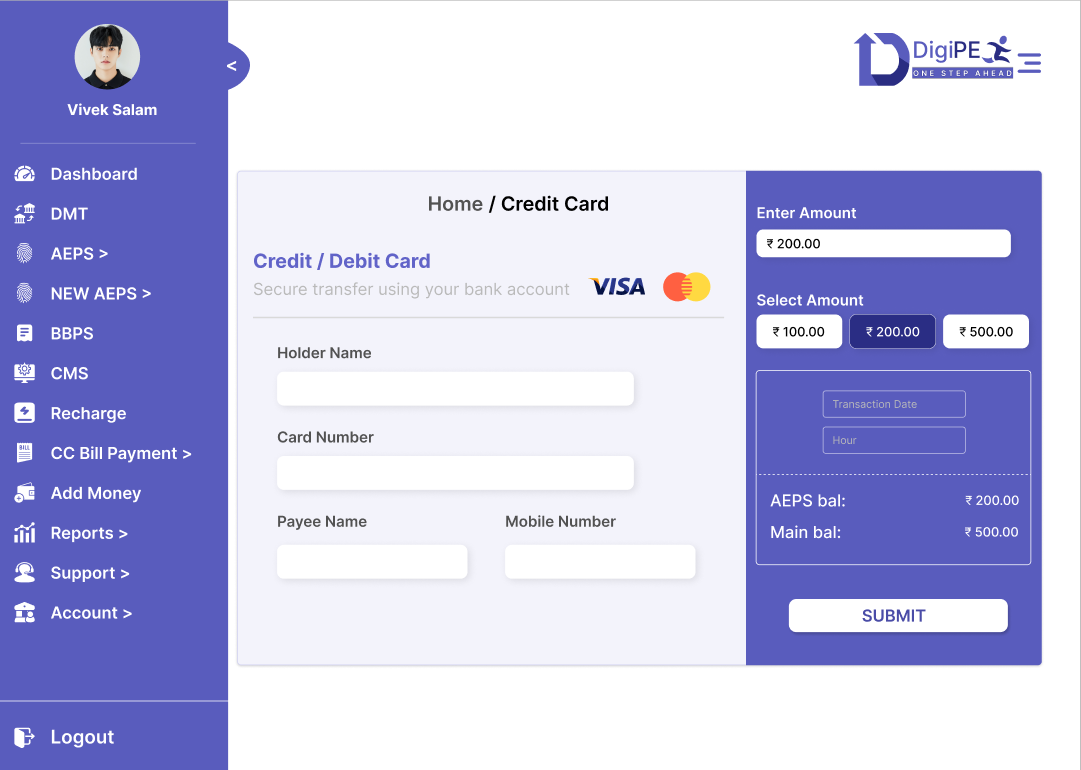 Vivek Salam
<
Dashboard
DMT
AEPS >
NEW AEPS >
BBPS
CMS
Recharge
BILL
CC Bill Payment >
Add Money
Reports >
Support >
Account >
Logout
DigiPE
ONE STEP AHEAD
Home / Credit Card
Credit / Debit Card
Secure transfer using your bank account
VISA
Holder Name
Card Number
Payee Name Mobile Number
Enter Amount
₹ 200.00
Select Amount
₹ 100.00 ₹ 200.00 ₹ 500.00
Transaction Date
Hour
AEPS bal: ₹ 200.00
Main bal: ₹ 500.00
SUBMIT